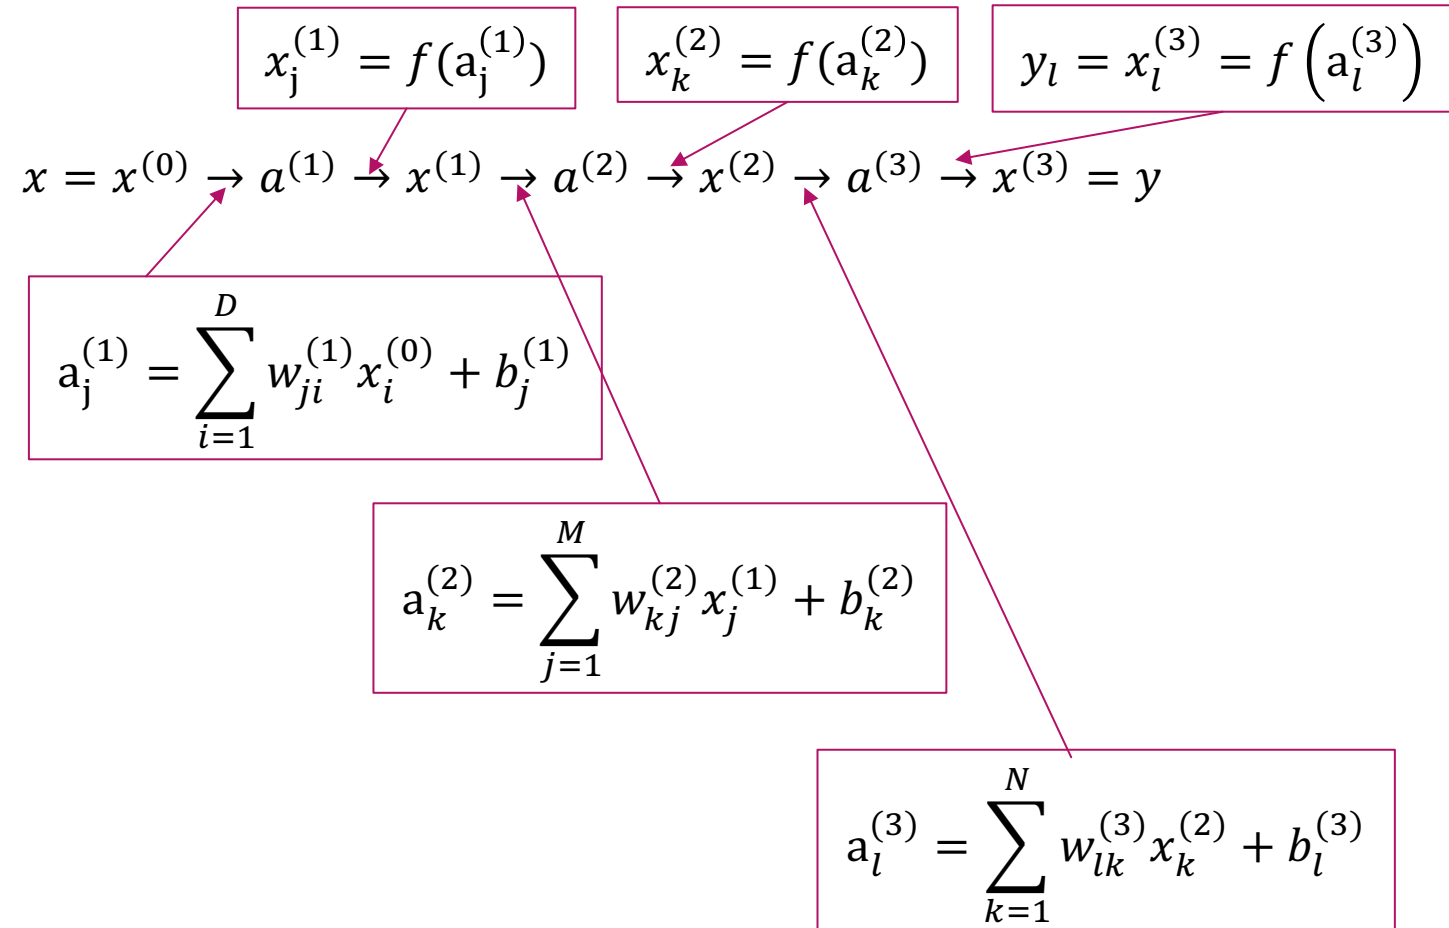 x_j^{(1)} = f(a_j^{(1)})
x_k^{(2)} = f(a_k^{(2)})
y_l = x_l^{(3)} = f(a_l^{(3)})
x = x^{(0)} → a^{(1)} → x^{(1)} → a^{(2)} → x^{(2)} → a^{(3)} → x^{(3)} = y
a_j^{(1)} = \sum_{i=1}^{D} w_{ji}^{(1)} x_i^{(0)} + b_j^{(1)}
a_k^{(2)} = \sum_{j=1}^{M} w_{kj}^{(2)} x_j^{(1)} + b_k^{(2)}
a_l^{(3)} = \sum_{k=1}^{N} w_{lk}^{(3)} x_k^{(2)} + b_l^{(3)}